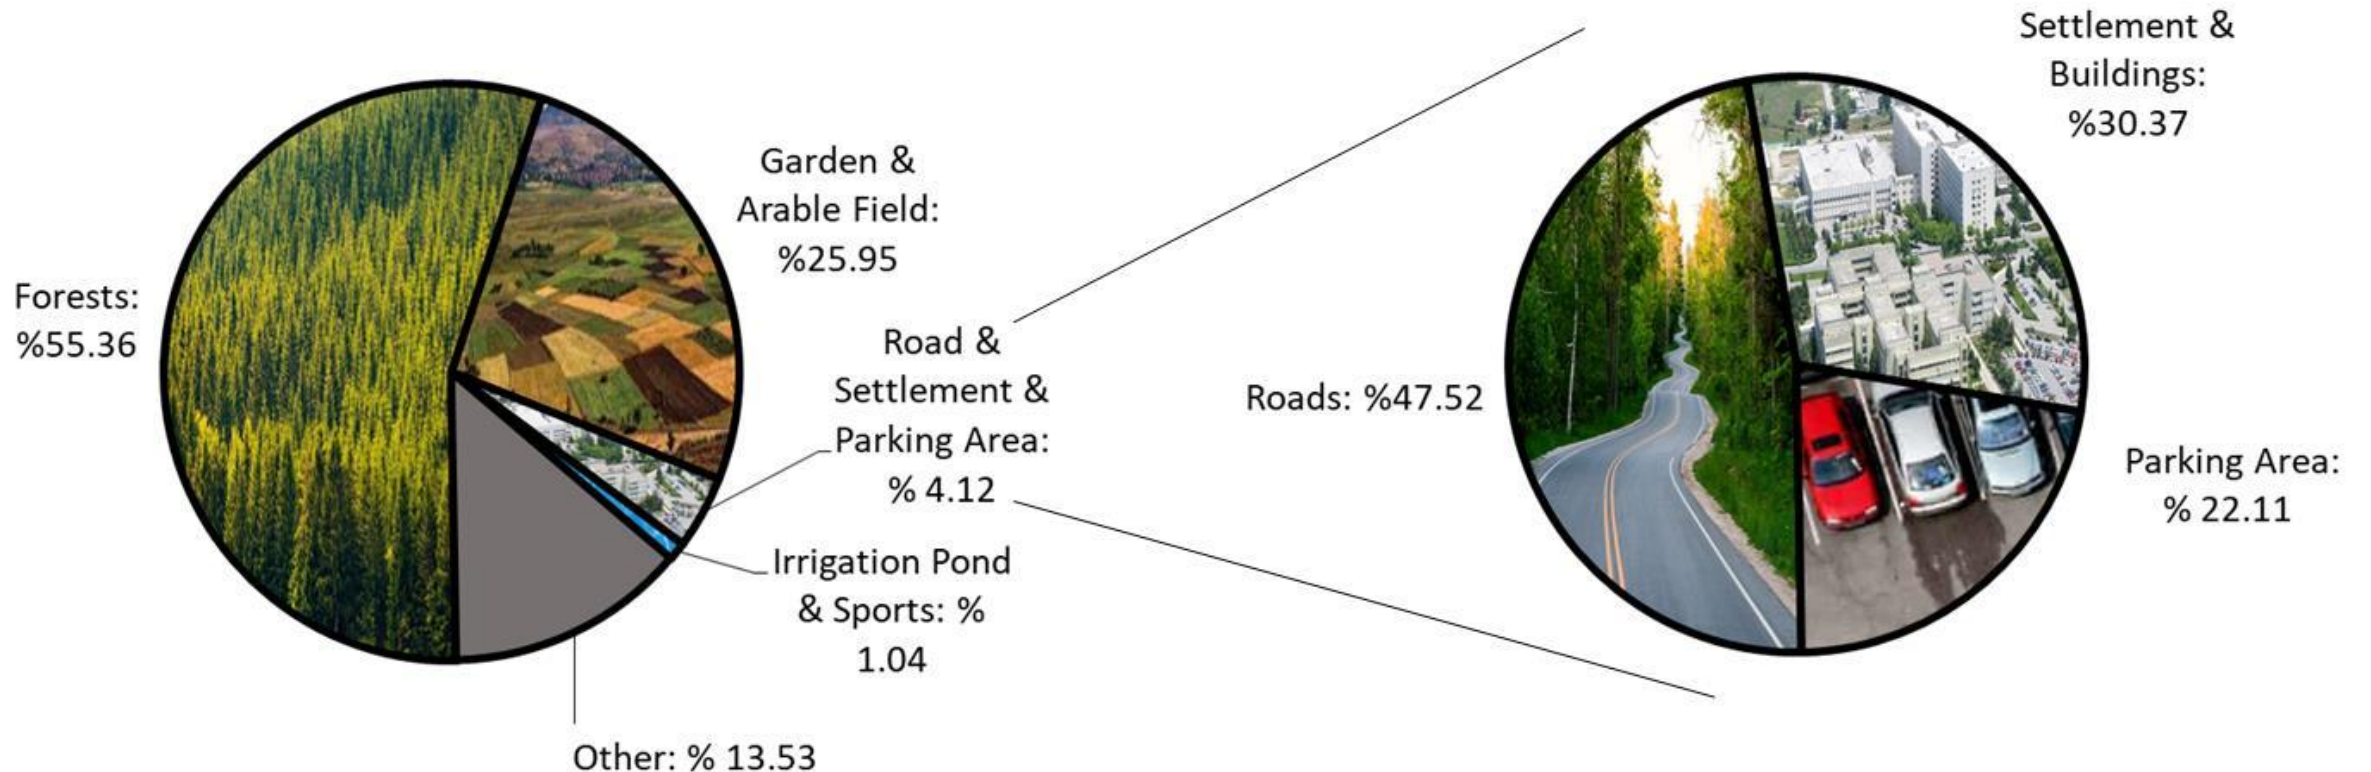 Forests:
%55.36
Garden &
Arable Field:
%25.95
Road &
Settlement &
Parking Area:
% 4.12
Irrigation Pond
& Sports: %
1.04
Other: % 13.53
Roads: %47.52
Settlement &
Buildings:
%30.37
Parking Area:
% 22.11